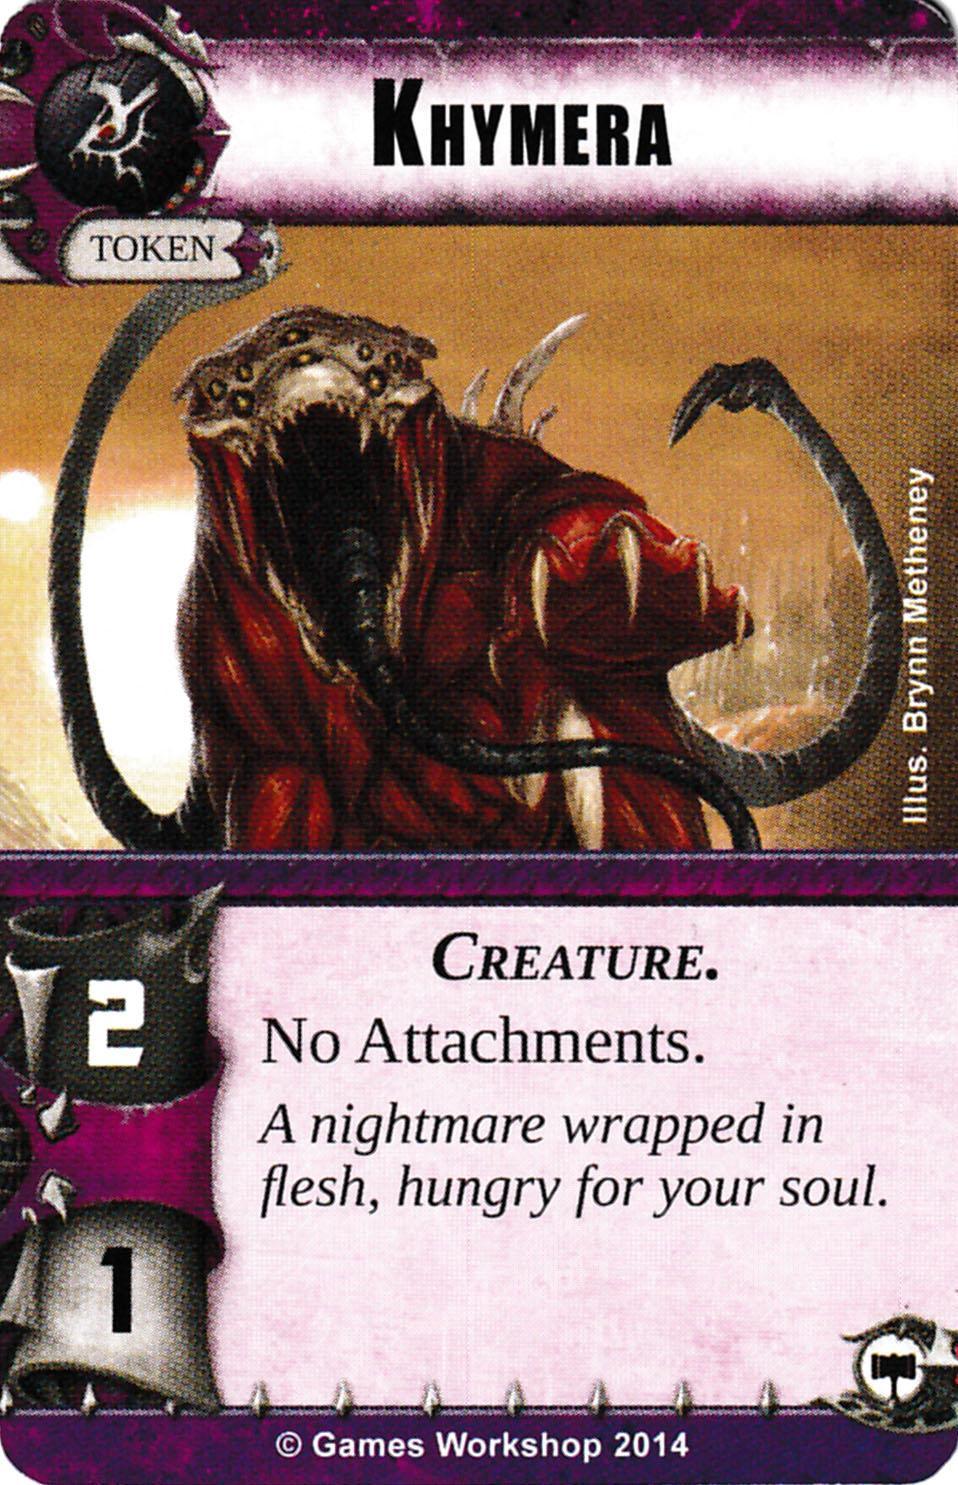 KHYMERA
TOKEN
Illus. Brynn Metheney
2
CREATURE.
No Attachments.
A nightmare wrapped in
flesh, hungry for your soul.
1
© Games Workshop 2014